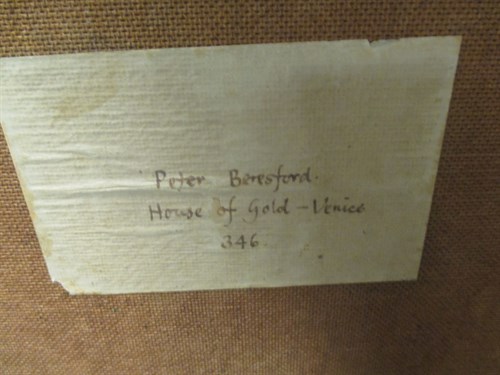 Peter Beresford.
House of Gold - Venice
346